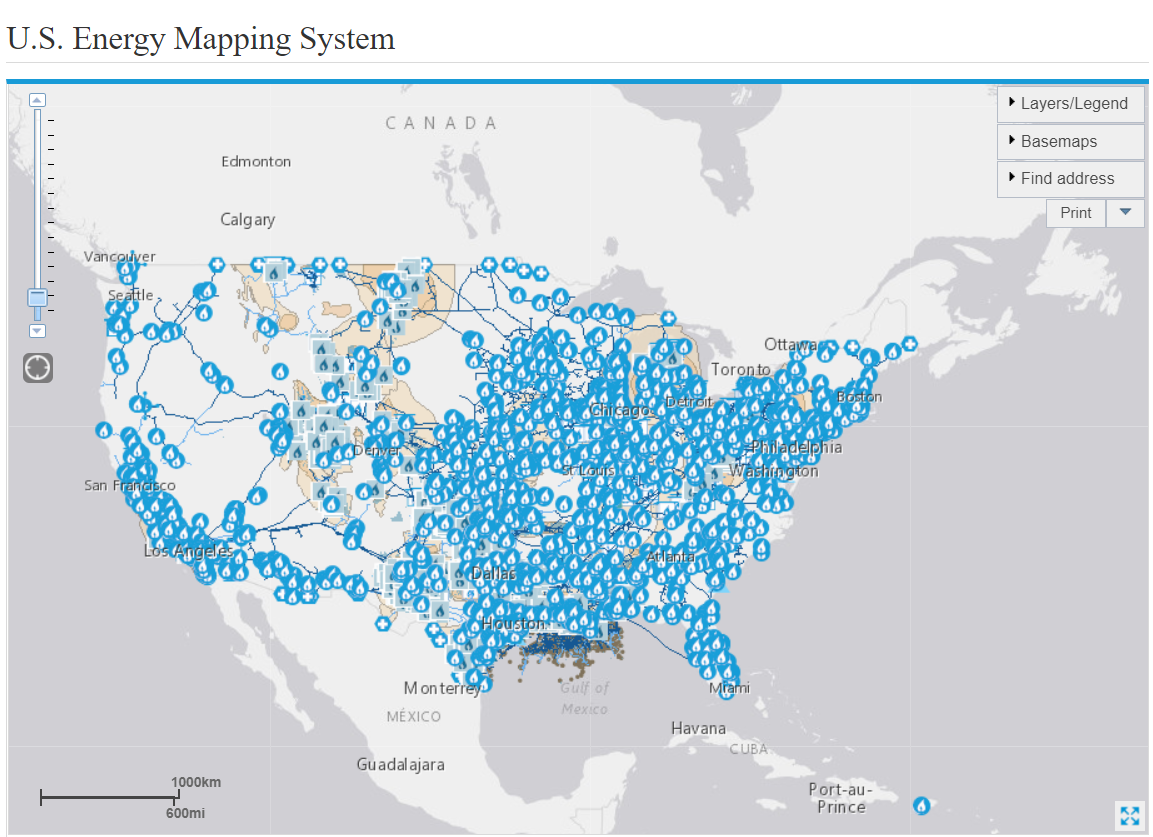 U.S. Energy Mapping System
Layers/Legend
Basemaps
Find address
Print
CANADA
Edmonton
Calgary
Vancouver
Seattle
Ottawa
Toronto
Boston
Detroit
Chicago
Philadelphia
Denver
St Louis
Washington
San Francisco
Los Angeles
Atlanta
Dallas
Houston
Monterrey
Gulf of
Mexico
Miami
MÉXICO
Havana
CUBA
Guadalajara
Port-au-
Prince
1000km
600mi